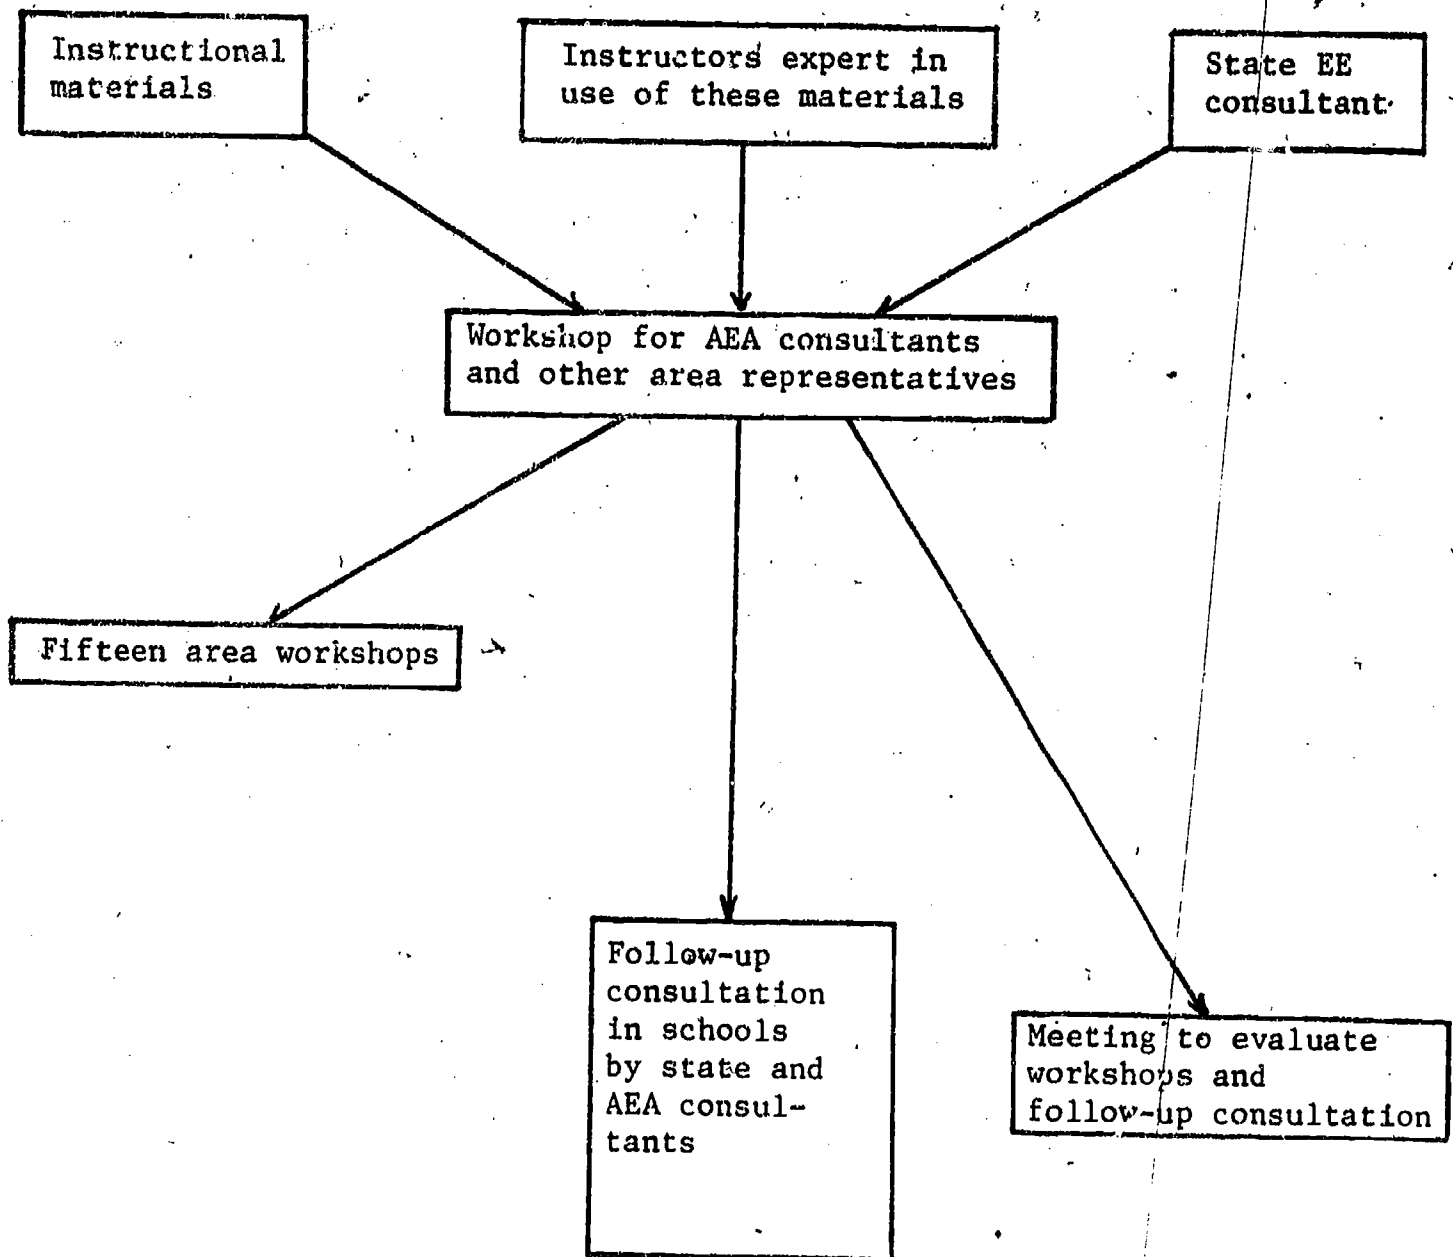 Instructional
materials
Instructors expert in
use of these materials
State EE
consultant
Workshop for AEA consultants
and other area representatives
Fifteen area workshops
Follow-up
consultation
in schools
by state and
AEA consul-
tants
Meeting to evaluate
workshops and
follow-up consultation